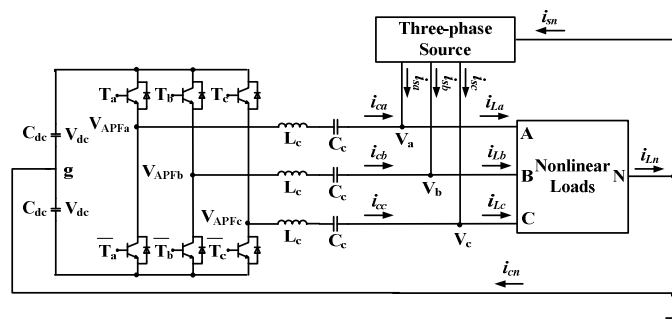 Three-phase
Source
i_sn
i_sa
i_sb
i_sc
T_a
T_b
T_c
C_dc
V_dc
V_APFa
L_c
C_c
i_ca
V_a
i_La
A
g
V_APFb
L_c
C_c
i_cb
V_b
i_Lb
B
Nonlinear
Loads
N
i_Ln
C_dc
V_dc
V_APFc
L_c
C_c
i_cc
V_c
i_Lc
C
T̅_a
T̅_b
T̅_c
i_cn